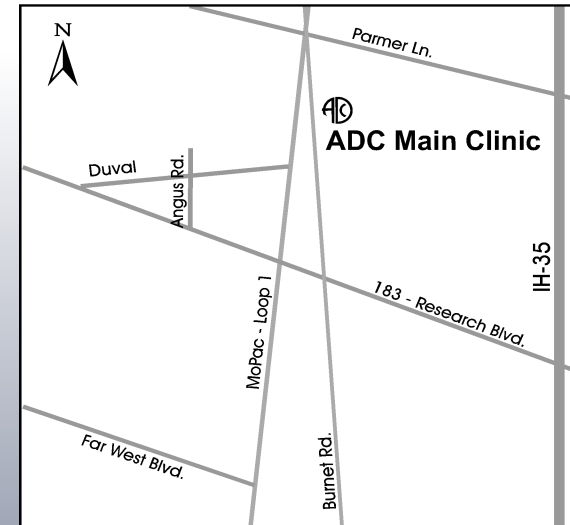 N
Parmer Ln.
ADC
ADC Main Clinic
Duval
Angus Rd.
IH-35
183 - Research Blvd.
MoPac - Loop 1
Burnet Rd.
Far West Blvd.